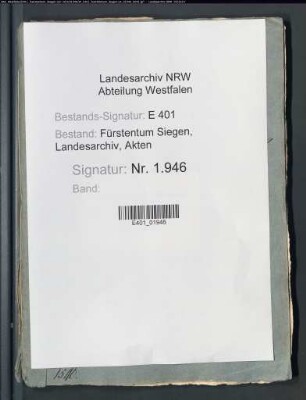 Landesarchiv NRW
Abteilung Westfalen
Bestands-Signatur: E 401
Bestand: Fürstentum Siegen,
Landesarchiv, Akten
Signatur: Nr. 1.946
Band:
E401_01946